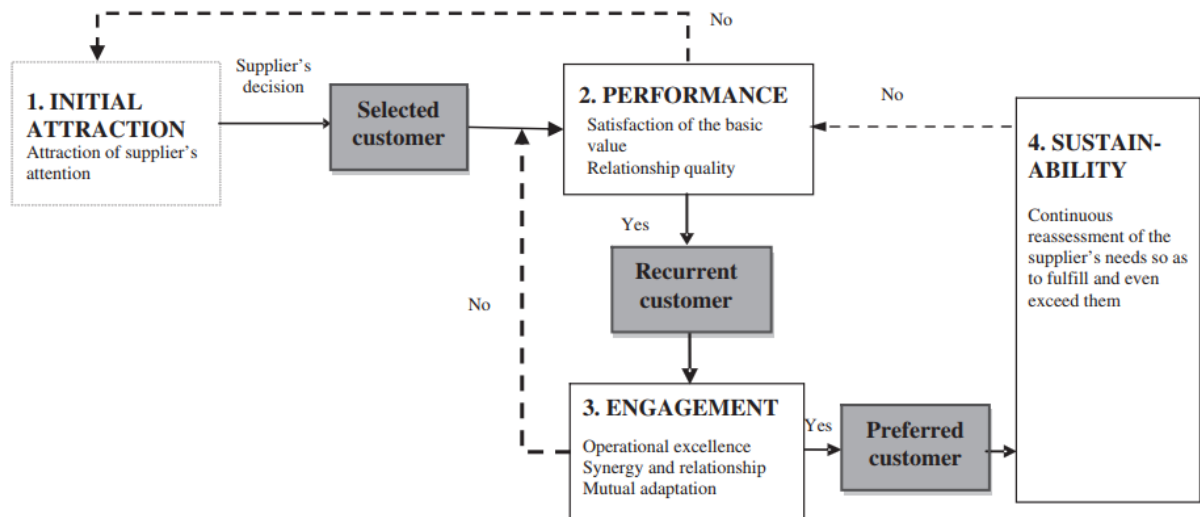 No
Supplier's
decision
1. INITIAL
ATTRACTION
Attraction of supplier's
attention
Selected
customer
2. PERFORMANCE
Satisfaction of the basic
value
Relationship quality
No
4. SUSTAIN-
ABILITY
Continuous
reassessment of the
supplier's needs so as
to fulfill and even
exceed them
Yes
Recurrent
customer
No
3. ENGAGEMENT
Operational excellence
Synergy and relationship
Mutual adaptation
Yes
Preferred
customer